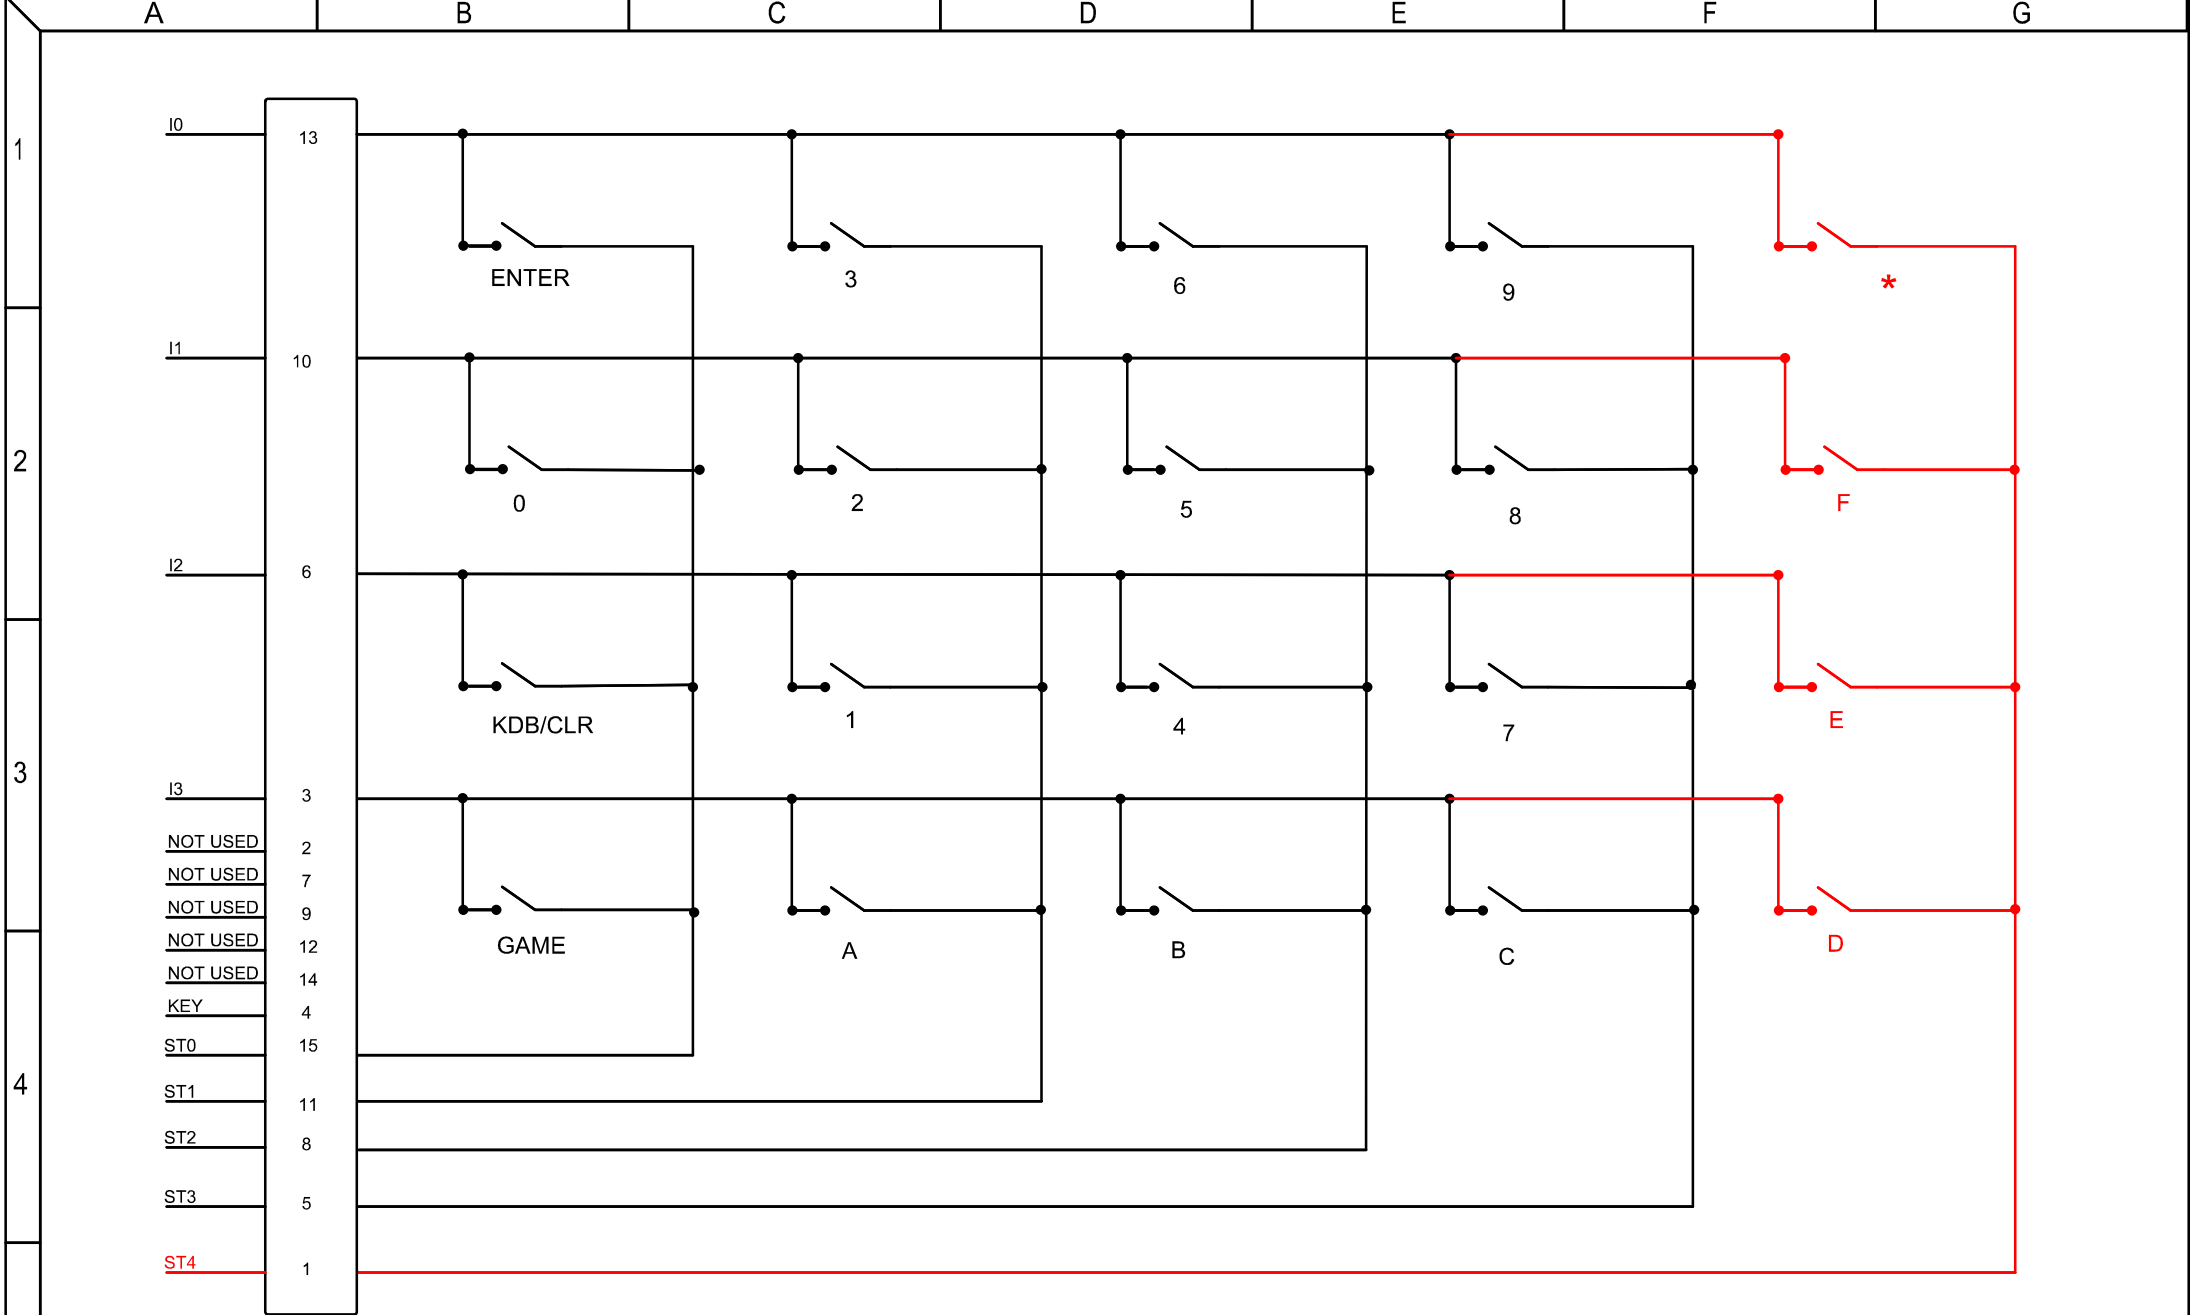 A B C D E F G
1
I0 13
ENTER 3 6 9 *
I1 10
2
0 2 5 8 F
I2 6
KDB/CLR 1 4 7 E
3
I3 3
NOT USED 2
NOT USED 7
NOT USED 9
NOT USED 12
GAME A B C D
NOT USED 14
KEY 4
ST0 15
4
ST1 11
ST2 8
ST3 5
ST4 1